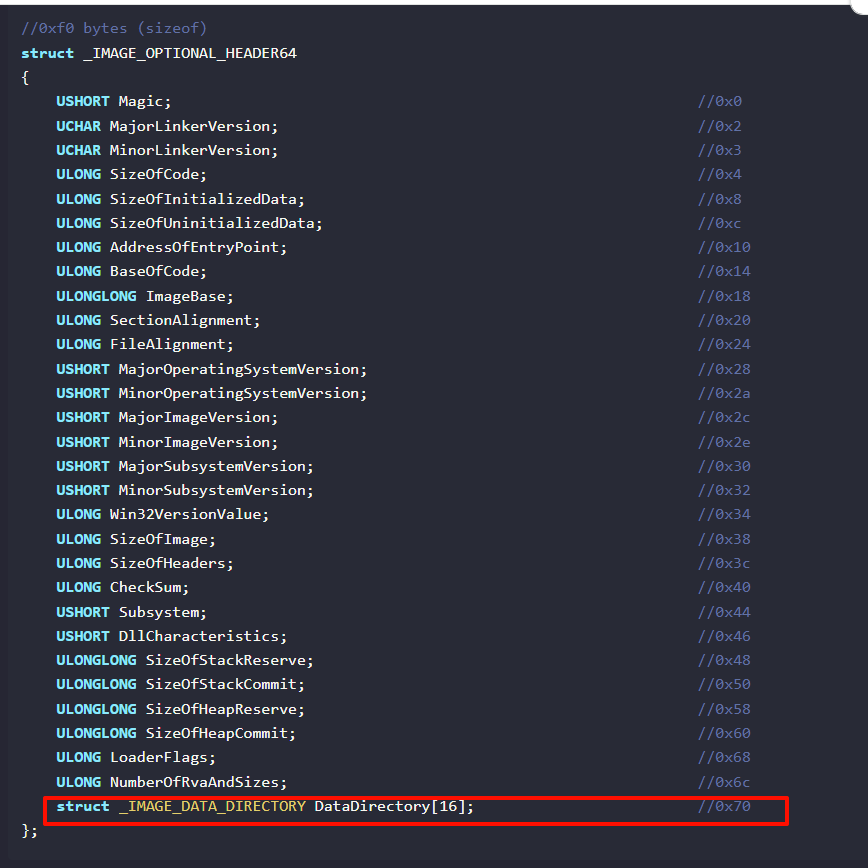 //0xf0 bytes (sizeof)
struct _IMAGE_OPTIONAL_HEADER64
{
USHORT Magic; //0x0
UCHAR MajorLinkerVersion; //0x2
UCHAR MinorLinkerVersion; //0x3
ULONG SizeOfCode; //0x4
ULONG SizeOfInitializedData; //0x8
ULONG SizeOfUninitializedData; //0xc
ULONG AddressOfEntryPoint; //0x10
ULONG BaseOfCode; //0x14
ULONGLONG ImageBase; //0x18
ULONG SectionAlignment; //0x20
ULONG FileAlignment; //0x24
USHORT MajorOperatingSystemVersion; //0x28
USHORT MinorOperatingSystemVersion; //0x2a
USHORT MajorImageVersion; //0x2c
USHORT MinorImageVersion; //0x2e
USHORT MajorSubsystemVersion; //0x30
USHORT MinorSubsystemVersion; //0x32
ULONG Win32VersionValue; //0x34
ULONG SizeOfImage; //0x38
ULONG SizeOfHeaders; //0x3c
ULONG CheckSum; //0x40
USHORT Subsystem; //0x44
USHORT DllCharacteristics; //0x46
ULONGLONG SizeOfStackReserve; //0x48
ULONGLONG SizeOfStackCommit; //0x50
ULONGLONG SizeOfHeapReserve; //0x58
ULONGLONG SizeOfHeapCommit; //0x60
ULONG LoaderFlags; //0x68
ULONG NumberOfRvaAndSizes; //0x6c
struct _IMAGE_DATA_DIRECTORY DataDirectory[16]; //0x70
};